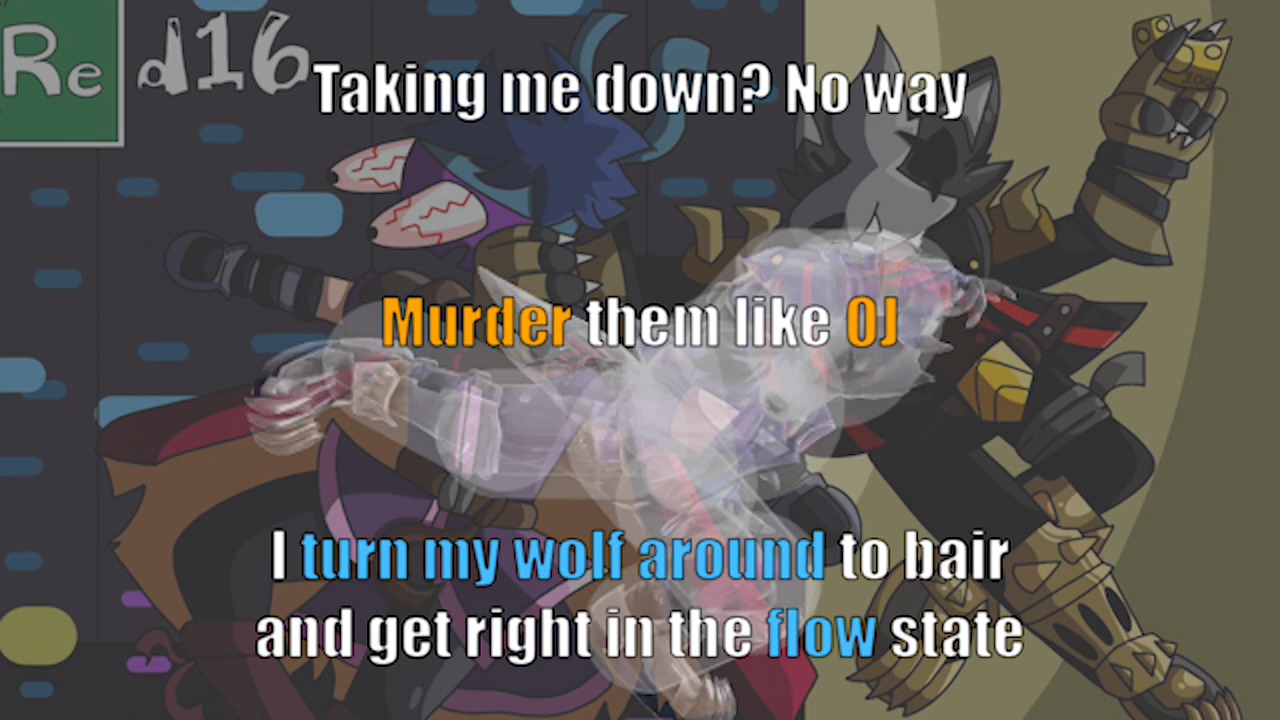 Re d16
Taking me down? No way
Murder them like OJ
I turn my wolf around to bair
and get right in the flow state
100